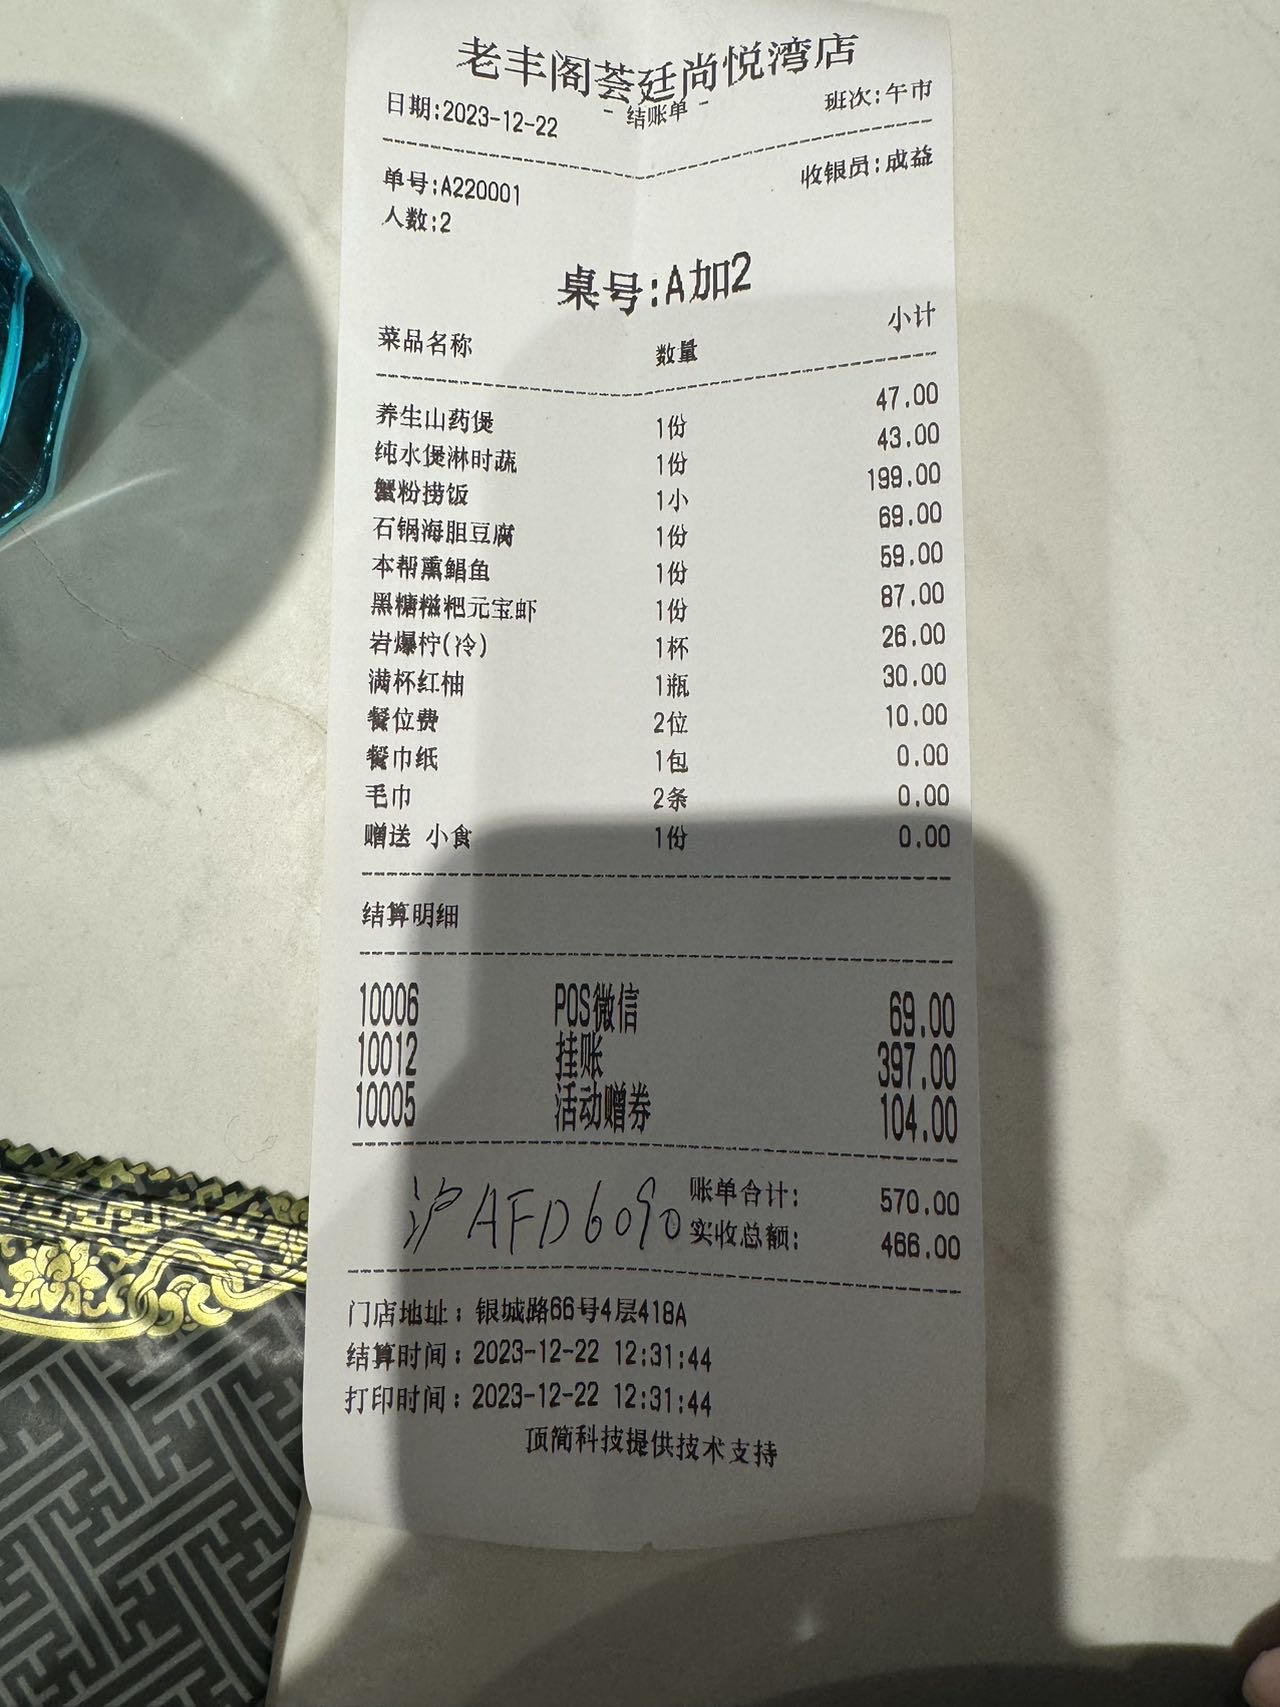 老丰阁荟廷尚悦湾店
- 结账单 -
日期:2023-12-22 班次:午市
单号:A220001 收银员:成益
人数:2
桌号:A加2
菜品名称 数量 小计
养生山药煲 1份 47.00
纯水煲淋时蔬 1份 43.00
蟹粉捞饭 1小 199.00
石锅海胆豆腐 1份 69.00
本帮熏鲳鱼 1份 59.00
黑糖糍粑元宝虾 1份 87.00
岩爆柠(冷) 1杯 26.00
满杯红柚 1瓶 30.00
餐位费 2位 10.00
餐巾纸 1包 0.00
毛巾 2条 0.00
赠送 小食 1份 0.00
结算明细
10006 POS微信 69.00
10012 挂账 397.00
10005 活动赠券 104.00
账单合计: 570.00
沪AFD6090 实收总额: 466.00
门店地址：银城路66号4层418A
结算时间：2023-12-22 12:31:44
打印时间：2023-12-22 12:31:44
顶简科技提供技术支持